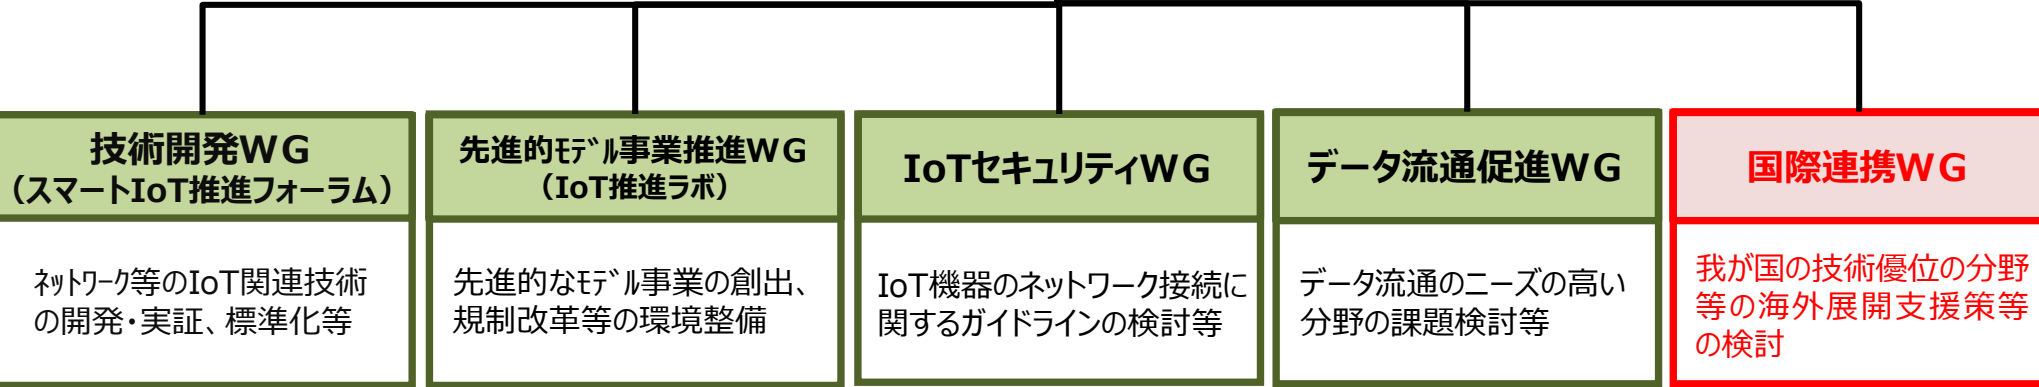 技術開発WG
（スマートIoT推進フォーラム）
ﾈｯﾄﾜｰｸ等のIoT関連技術
の開発・実証、標準化等
先進的ﾓﾃﾞﾙ事業推進WG
（IoT推進ラボ）
先進的なﾓﾃﾞﾙ事業の創出、
規制改革等の環境整備
IoTセキュリティWG
IoT機器のネットワーク接続に
関するガイドラインの検討等
データ流通促進WG
データ流通のニーズの高い
分野の課題検討等
国際連携WG
我が国の技術優位の分野
等の海外展開支援策等
の検討